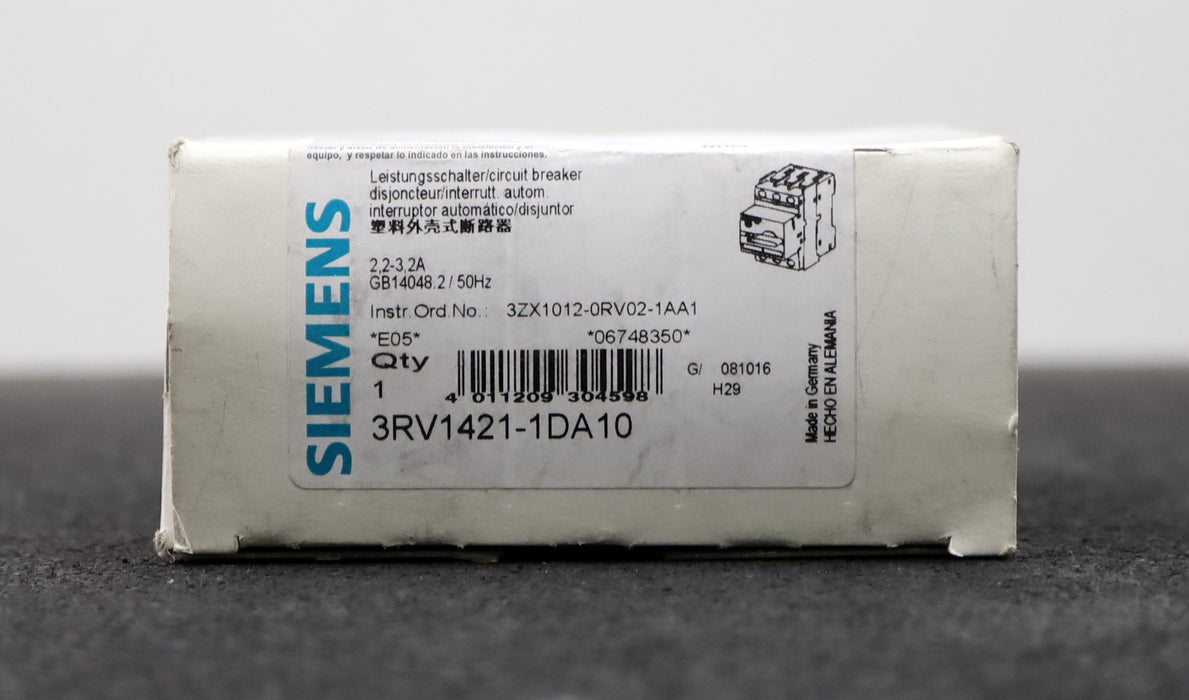 equipo, y respetar lo indicado en las instrucciones.
SIEMENS
Leistungsschalter/circuit breaker
disjoncteur/interrutt. autom.
interruptor automático/disjuntor
塑料外壳式断路器
2,2-3,2A
GB14048.2 / 50Hz
Instr.Ord.No.: 3ZX1012-0RV02-1AA1
*E05* *06748350*
Qty
1
4 011209 304598
G/ 081016
H29
3RV1421-1DA10
Made in Germany
HECHO EN ALEMANIA